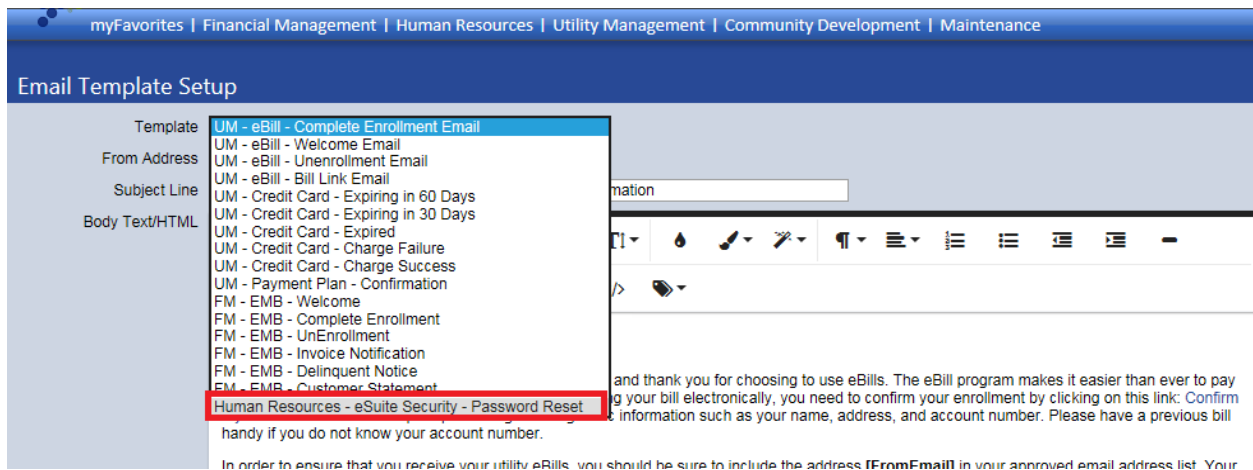 myFavorites | Financial Management | Human Resources | Utility Management | Community Development | Maintenance
Email Template Setup
Template
UM - eBill - Complete Enrollment Email
UM - eBill - Welcome Email
From Address
UM - eBill - Unenrollment Email
UM - eBill - Bill Link Email
Subject Line
UM - Credit Card - Expiring in 60 Days
mation
UM - Credit Card - Expiring in 30 Days
Body Text/HTML
UM - Credit Card - Expired
UM - Credit Card - Charge Failure
UM - Credit Card - Charge Success
UM - Payment Plan - Confirmation
FM - EMB - Welcome
FM - EMB - Complete Enrollment
FM - EMB - UnEnrollment
FM - EMB - Invoice Notification
FM - EMB - Delinquent Notice
FM - EMB - Customer Statement
Human Resources - eSuite Security - Password Reset
and thank you for choosing to use eBills. The eBill program makes it easier than ever to pay
your bill electronically, you need to confirm your enrollment by clicking on this link: Confirm
information such as your name, address, and account number. Please have a previous bill
handy if you do not know your account number.
In order to ensure that you receive your utility eBills, you should be sure to include the address [FromEmail] in your approved email address list. Your